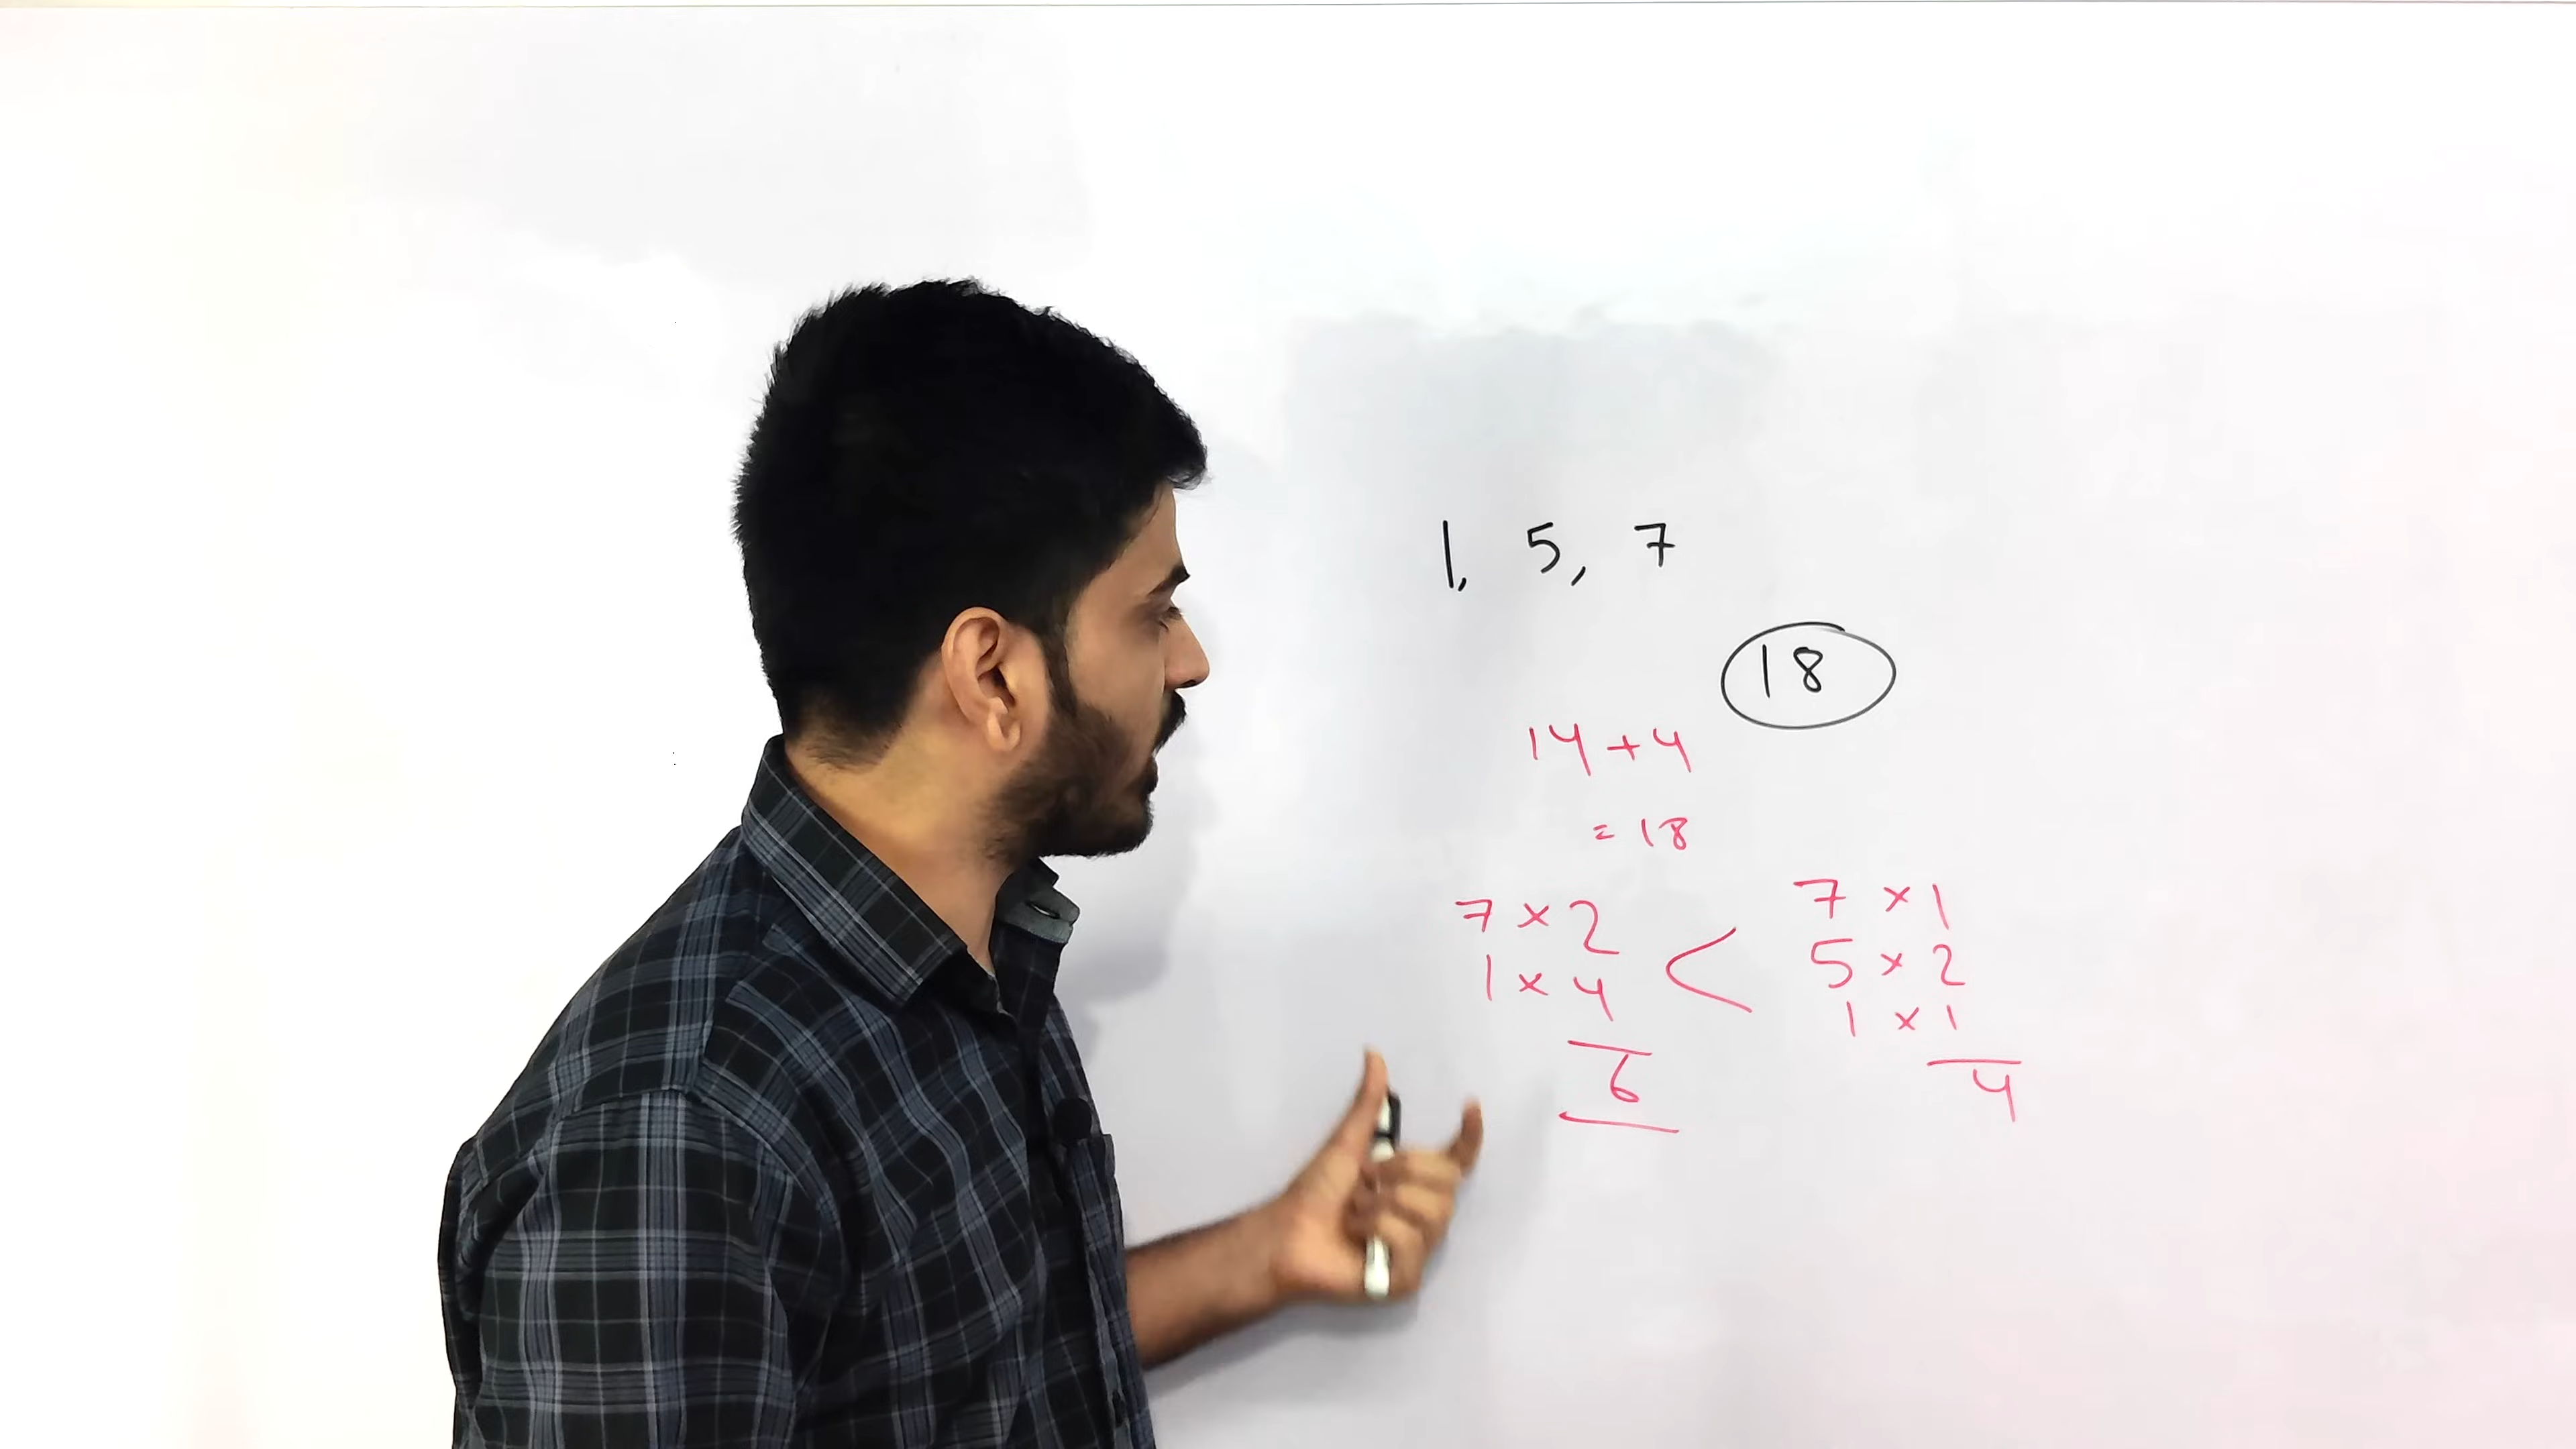 1, 5, 7
18
14 + 4
= 18
7 × 2
1 × 4
6
<
7 × 1
5 × 2
1 × 1
4